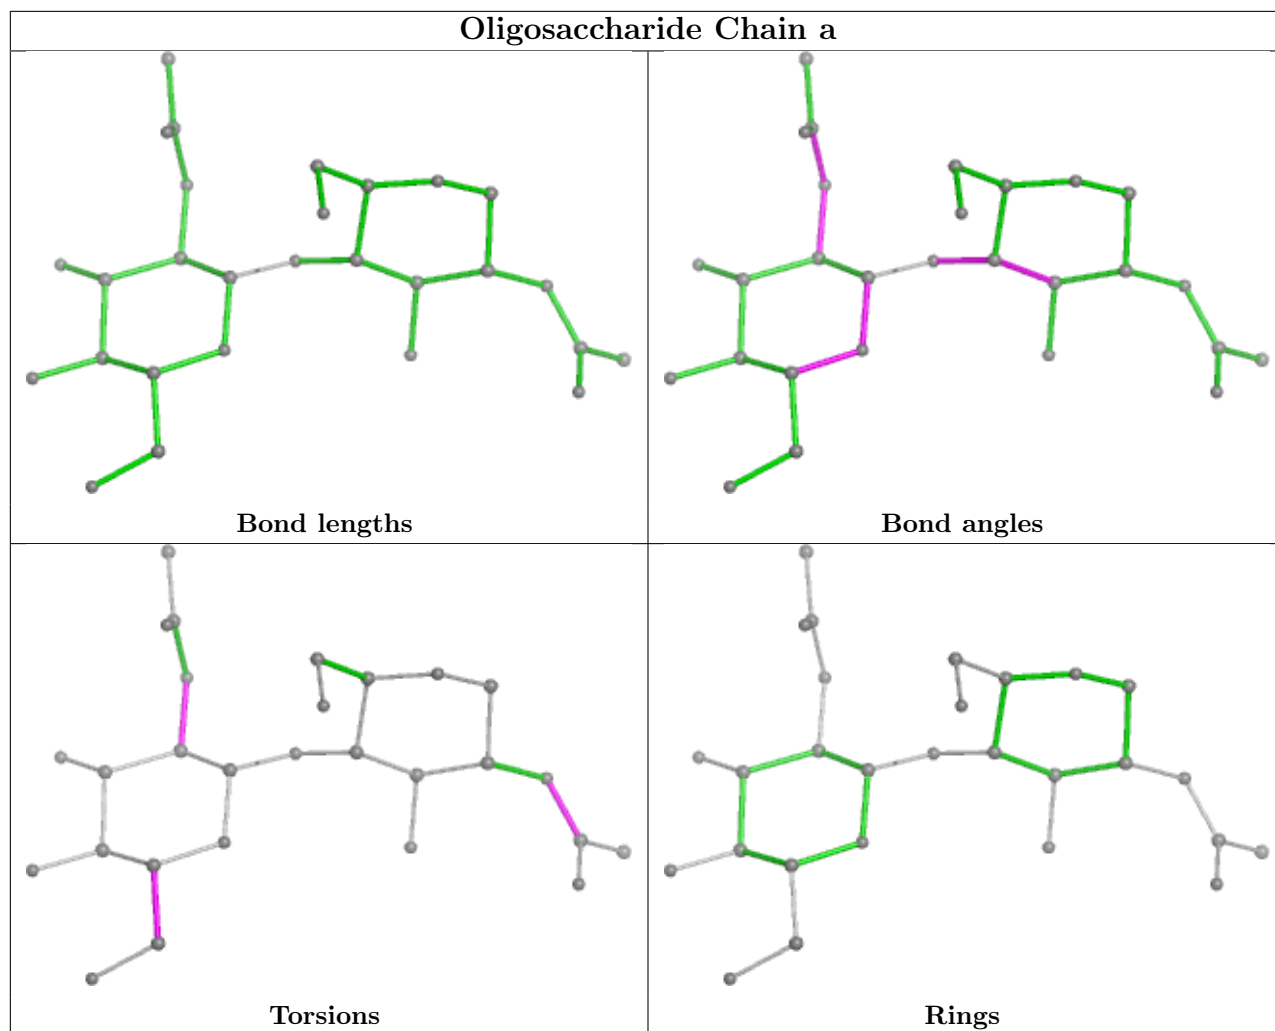 Oligosaccharide Chain a
Bond lengths
Bond angles
Torsions
Rings